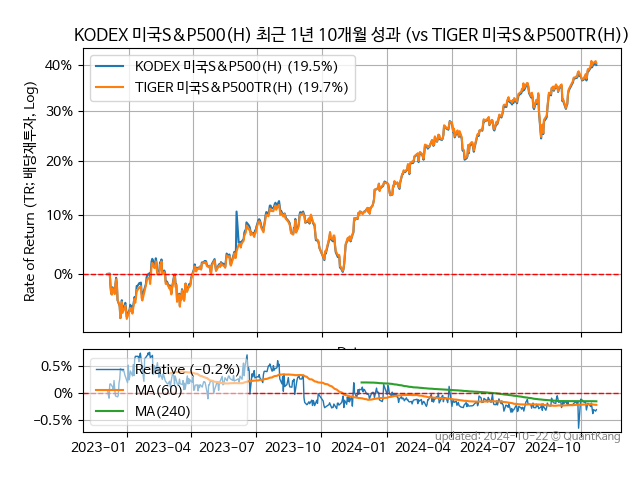 KODEX 미국S&P500(H) 최근 1년 10개월 성과 (vs TIGER 미국S&P500TR(H))
Rate of Return (TR: 배당재투자, Log)
40%
30%
20%
10%
0%
KODEX 미국S&P500(H) (19.5%)
TIGER 미국S&P500TR(H) (19.7%)
0.5%
0%
−0.5%
Relative (−0.2%)
MA(60)
MA(240)
2023−01 2023−04 2023−07 2023−10 2024−01 2024−04 2024−07 2024−10
updated: 2024-10-22 © QuantKang